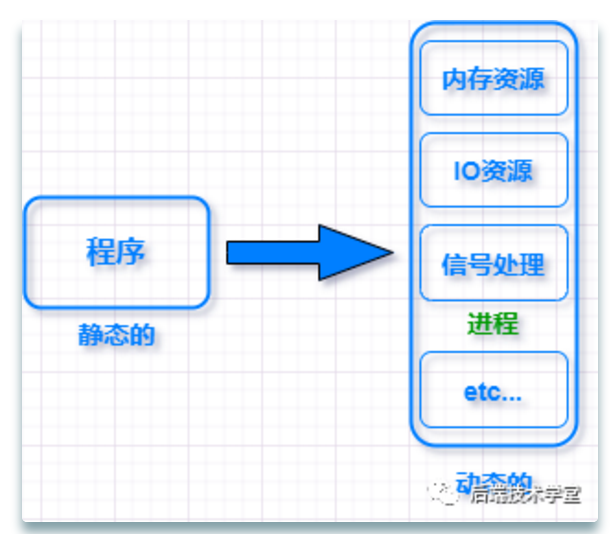 程序
静态的
内存资源
IO资源
信号处理
进程
etc...
动态的
后端技术学堂